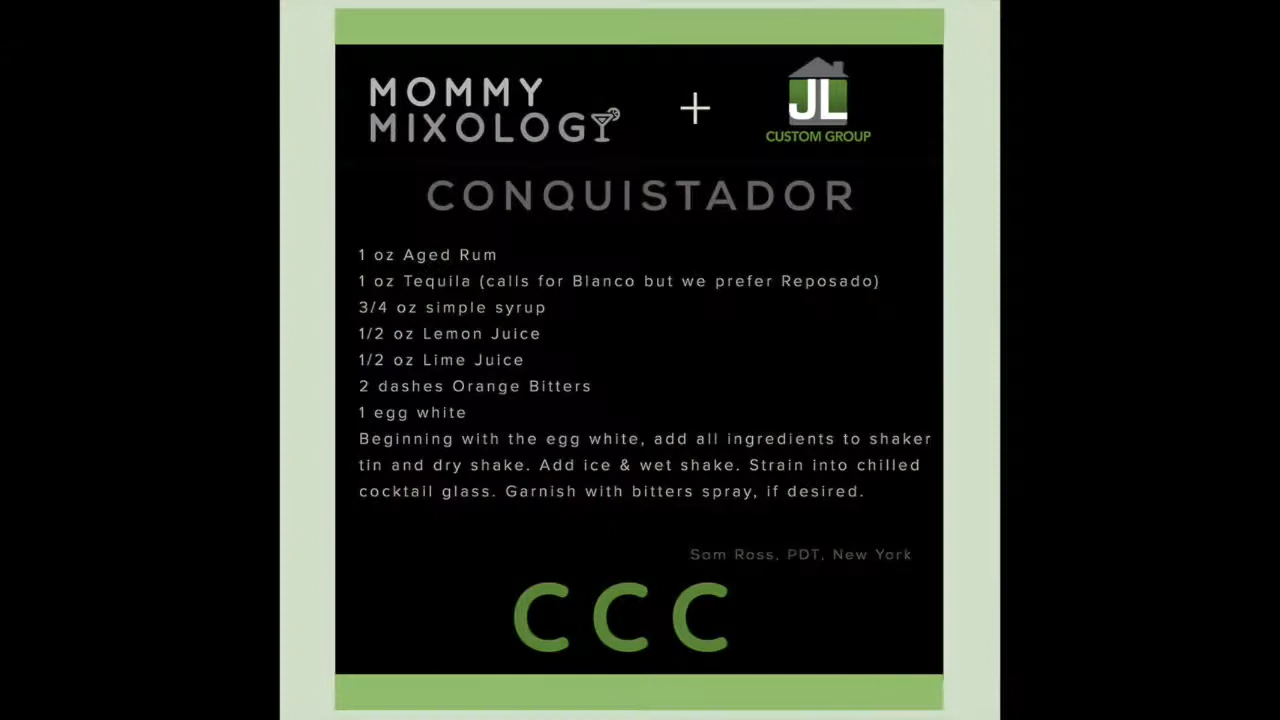 MOMMY
MIXOLOGY
+
JL
CUSTOM GROUP
CONQUISTADOR
1 oz Aged Rum
1 oz Tequila (calls for Blanco but we prefer Reposado)
3/4 oz simple syrup
1/2 oz Lemon Juice
1/2 oz Lime Juice
2 dashes Orange Bitters
1 egg white
Beginning with the egg white, add all ingredients to shaker
tin and dry shake. Add ice & wet shake. Strain into chilled
cocktail glass. Garnish with bitters spray, if desired.
Sam Ross, PDT, New York
CCC